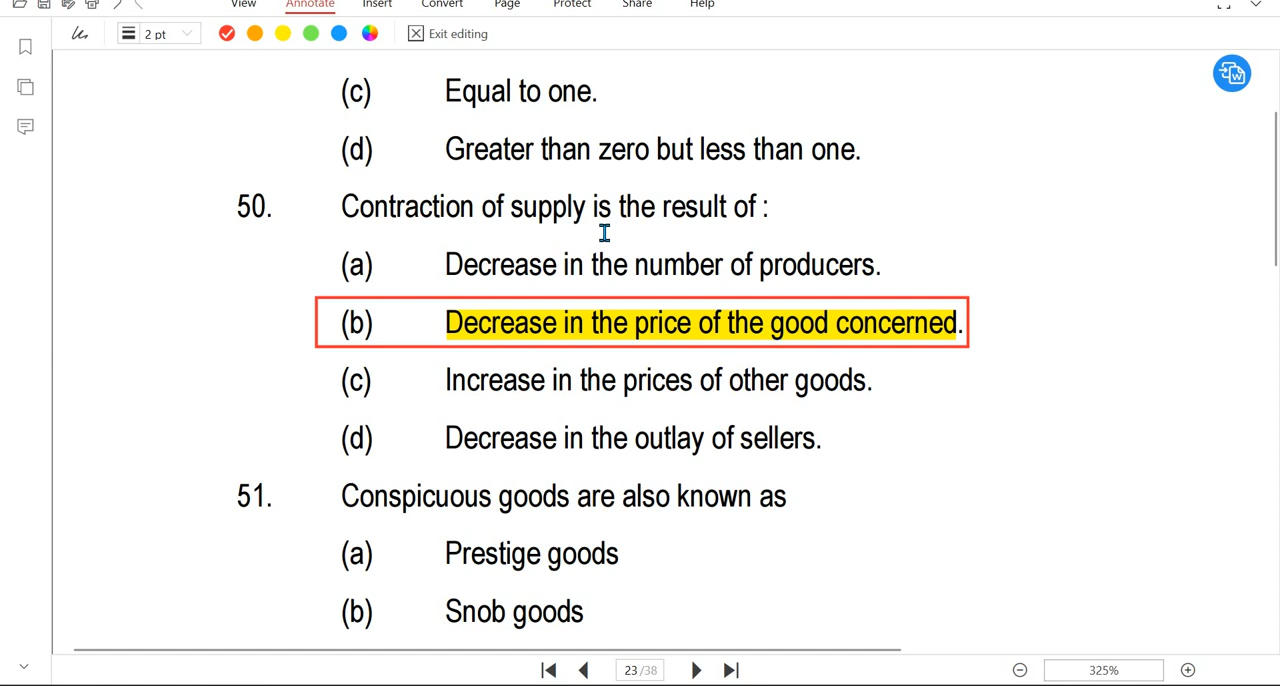 View Annotate Insert Convert Page Protect Share Help
2 pt Exit editing
(c) Equal to one.
(d) Greater than zero but less than one.
50. Contraction of supply is the result of :
(a) Decrease in the number of producers.
(b) Decrease in the price of the good concerned.
(c) Increase in the prices of other goods.
(d) Decrease in the outlay of sellers.
51. Conspicuous goods are also known as
(a) Prestige goods
(b) Snob goods
23 /38 325%